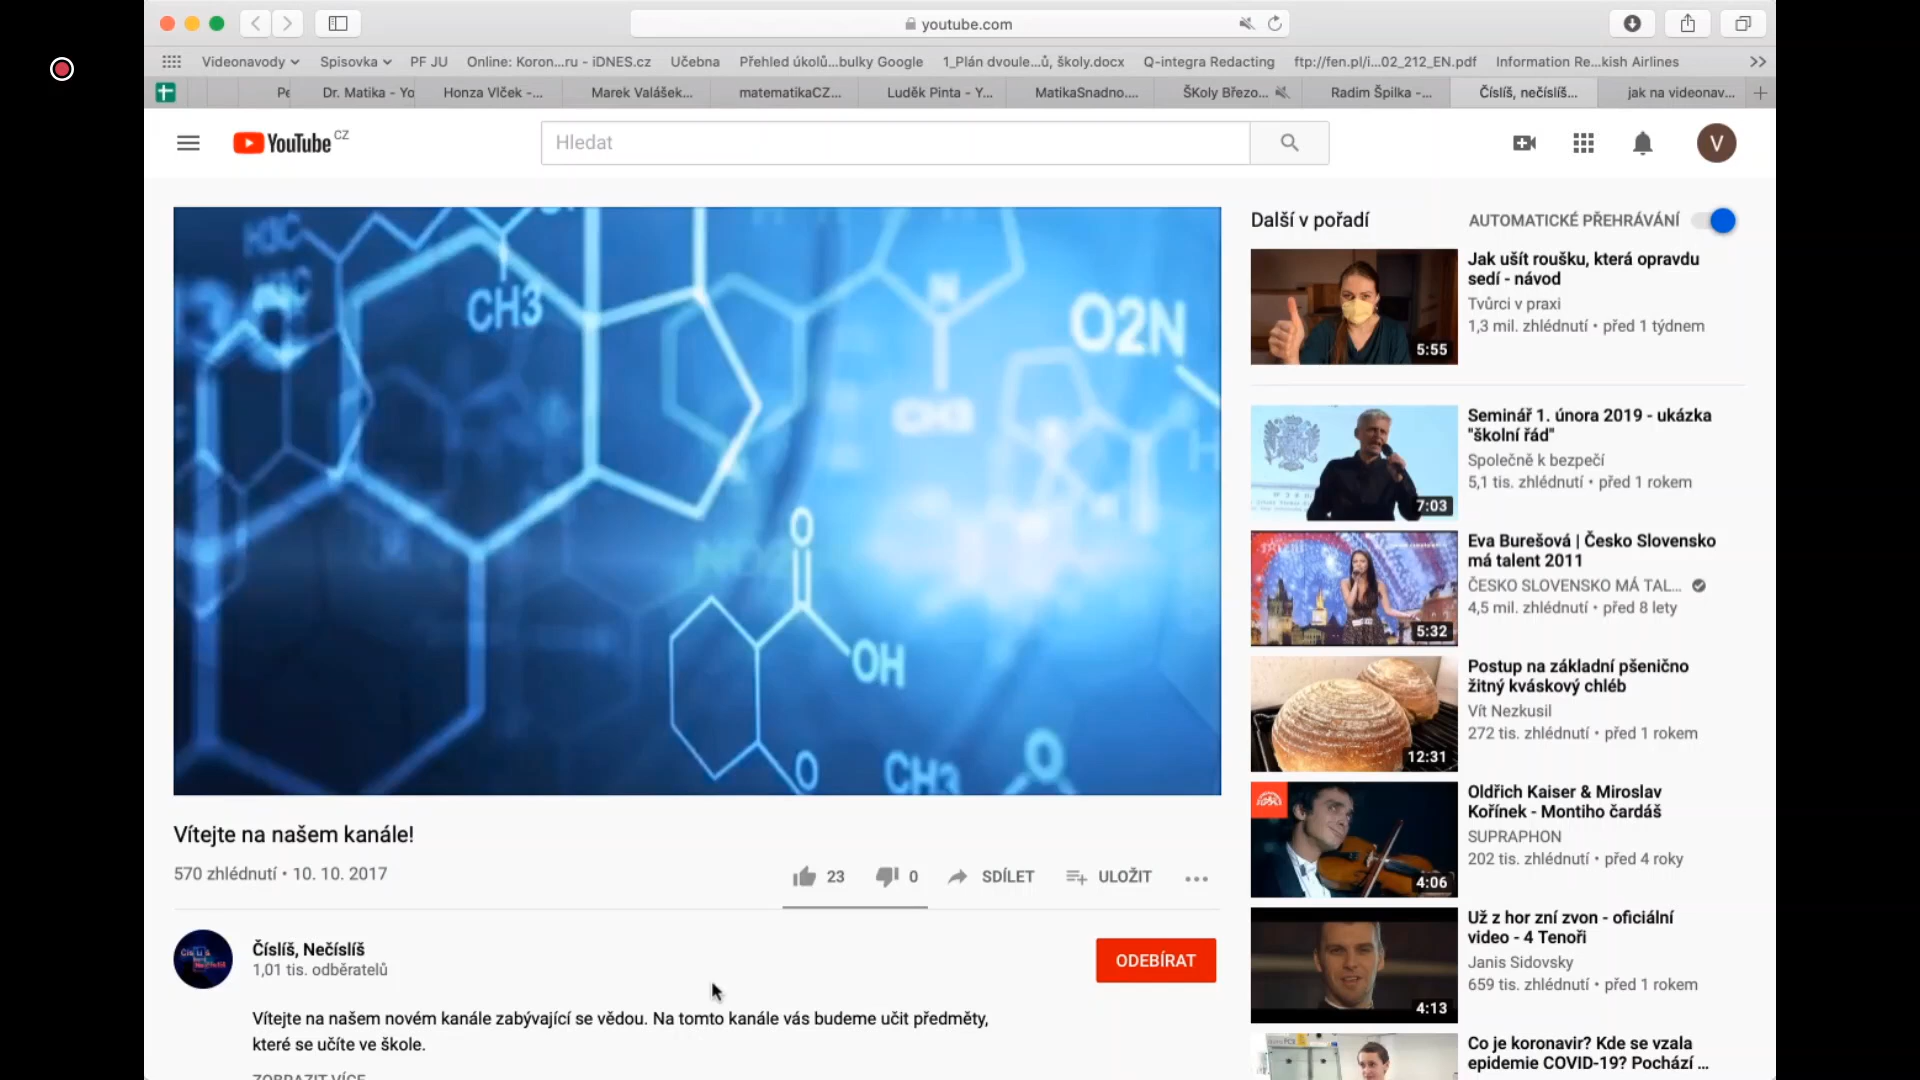 youtube.com
Videonavody
Spisovka
PF JU
Online: Koron...ru - iDNES.cz
Učebna
Přehled úkolů...bulky Google
1_Plán dvoule...ů, školy.docx
Q-integra Redacting
ftp://fen.pl/i...02_212_EN.pdf
Information Re...kish Airlines
Dr. Matika - Yo
Honza Vlček -...
Marek Valášek...
matematikaCZ...
Luděk Pinta - Y...
MatikaSnadno....
ŠKoly Březo...
Radim Špilka -...
Číslíš, nečíslíš...
jak na videonav...
YouTube CZ
Hledat
V
H3C
CH3
N
CH3
O2N
H
O
OH
O
CH3
O
Vítejte na našem kanále!
570 zhlédnutí • 10. 10. 2017
23
0
SDÍLET
ULOŽIT
Číslíš, Nečíslíš
1,01 tis. odběratelů
ODEBÍRAT
Vítejte na našem novém kanále zabývající se vědou. Na tomto kanále vás budeme učit předměty,
které se učíte ve škole.
ZOBRAZIT VÍCE
Další v pořadí
AUTOMATICKÉ PŘEHRÁVÁNÍ
5:55
Jak ušít roušku, která opravdu
sedí - návod
Tvůrci v praxi
1,3 mil. zhlédnutí • před 1 týdnem
7:03
Seminář 1. února 2019 - ukázka
"školní řád"
Společně k bezpečí
5,1 tis. zhlédnutí • před 1 rokem
5:32
Eva Burešová | Česko Slovensko
má talent 2011
ČESKO SLOVENSKO MÁ TAL...
4,5 mil. zhlédnutí • před 8 lety
12:31
Postup na základní pšenično
žitný kváskový chléb
Vít Nezkusil
272 tis. zhlédnutí • před 1 rokem
4:06
Oldřich Kaiser & Miroslav
Kořínek - Montiho čardáš
SUPRAPHON
202 tis. zhlédnutí • před 4 roky
4:13
Už z hor zní zvon - oficiální
video - 4 Tenoři
Janis Sidovsky
659 tis. zhlédnutí • před 1 rokem
Co je koronavir? Kde se vzala
epidemie COVID-19? Pochází ...